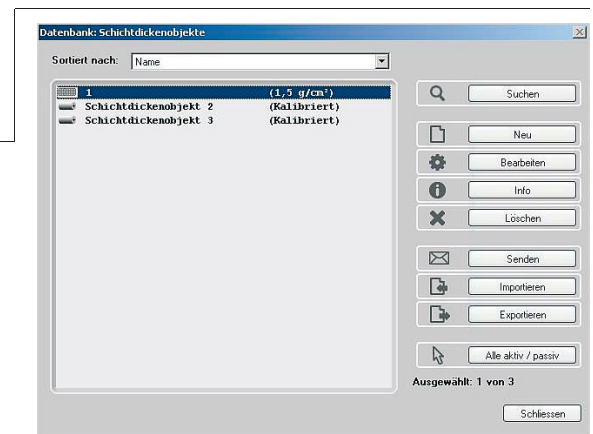 Datenbank: Schichtdickenobjekte
Sortiert nach: Name
1 (1,5 g/cm³)
Schichtdickenobjekt 2 (Kalibriert)
Schichtdickenobjekt 3 (Kalibriert)
Suchen
Neu
Bearbeiten
Info
Löschen
Senden
Importieren
Exportieren
Alle aktiv / passiv
Ausgewählt: 1 von 3
Schliessen